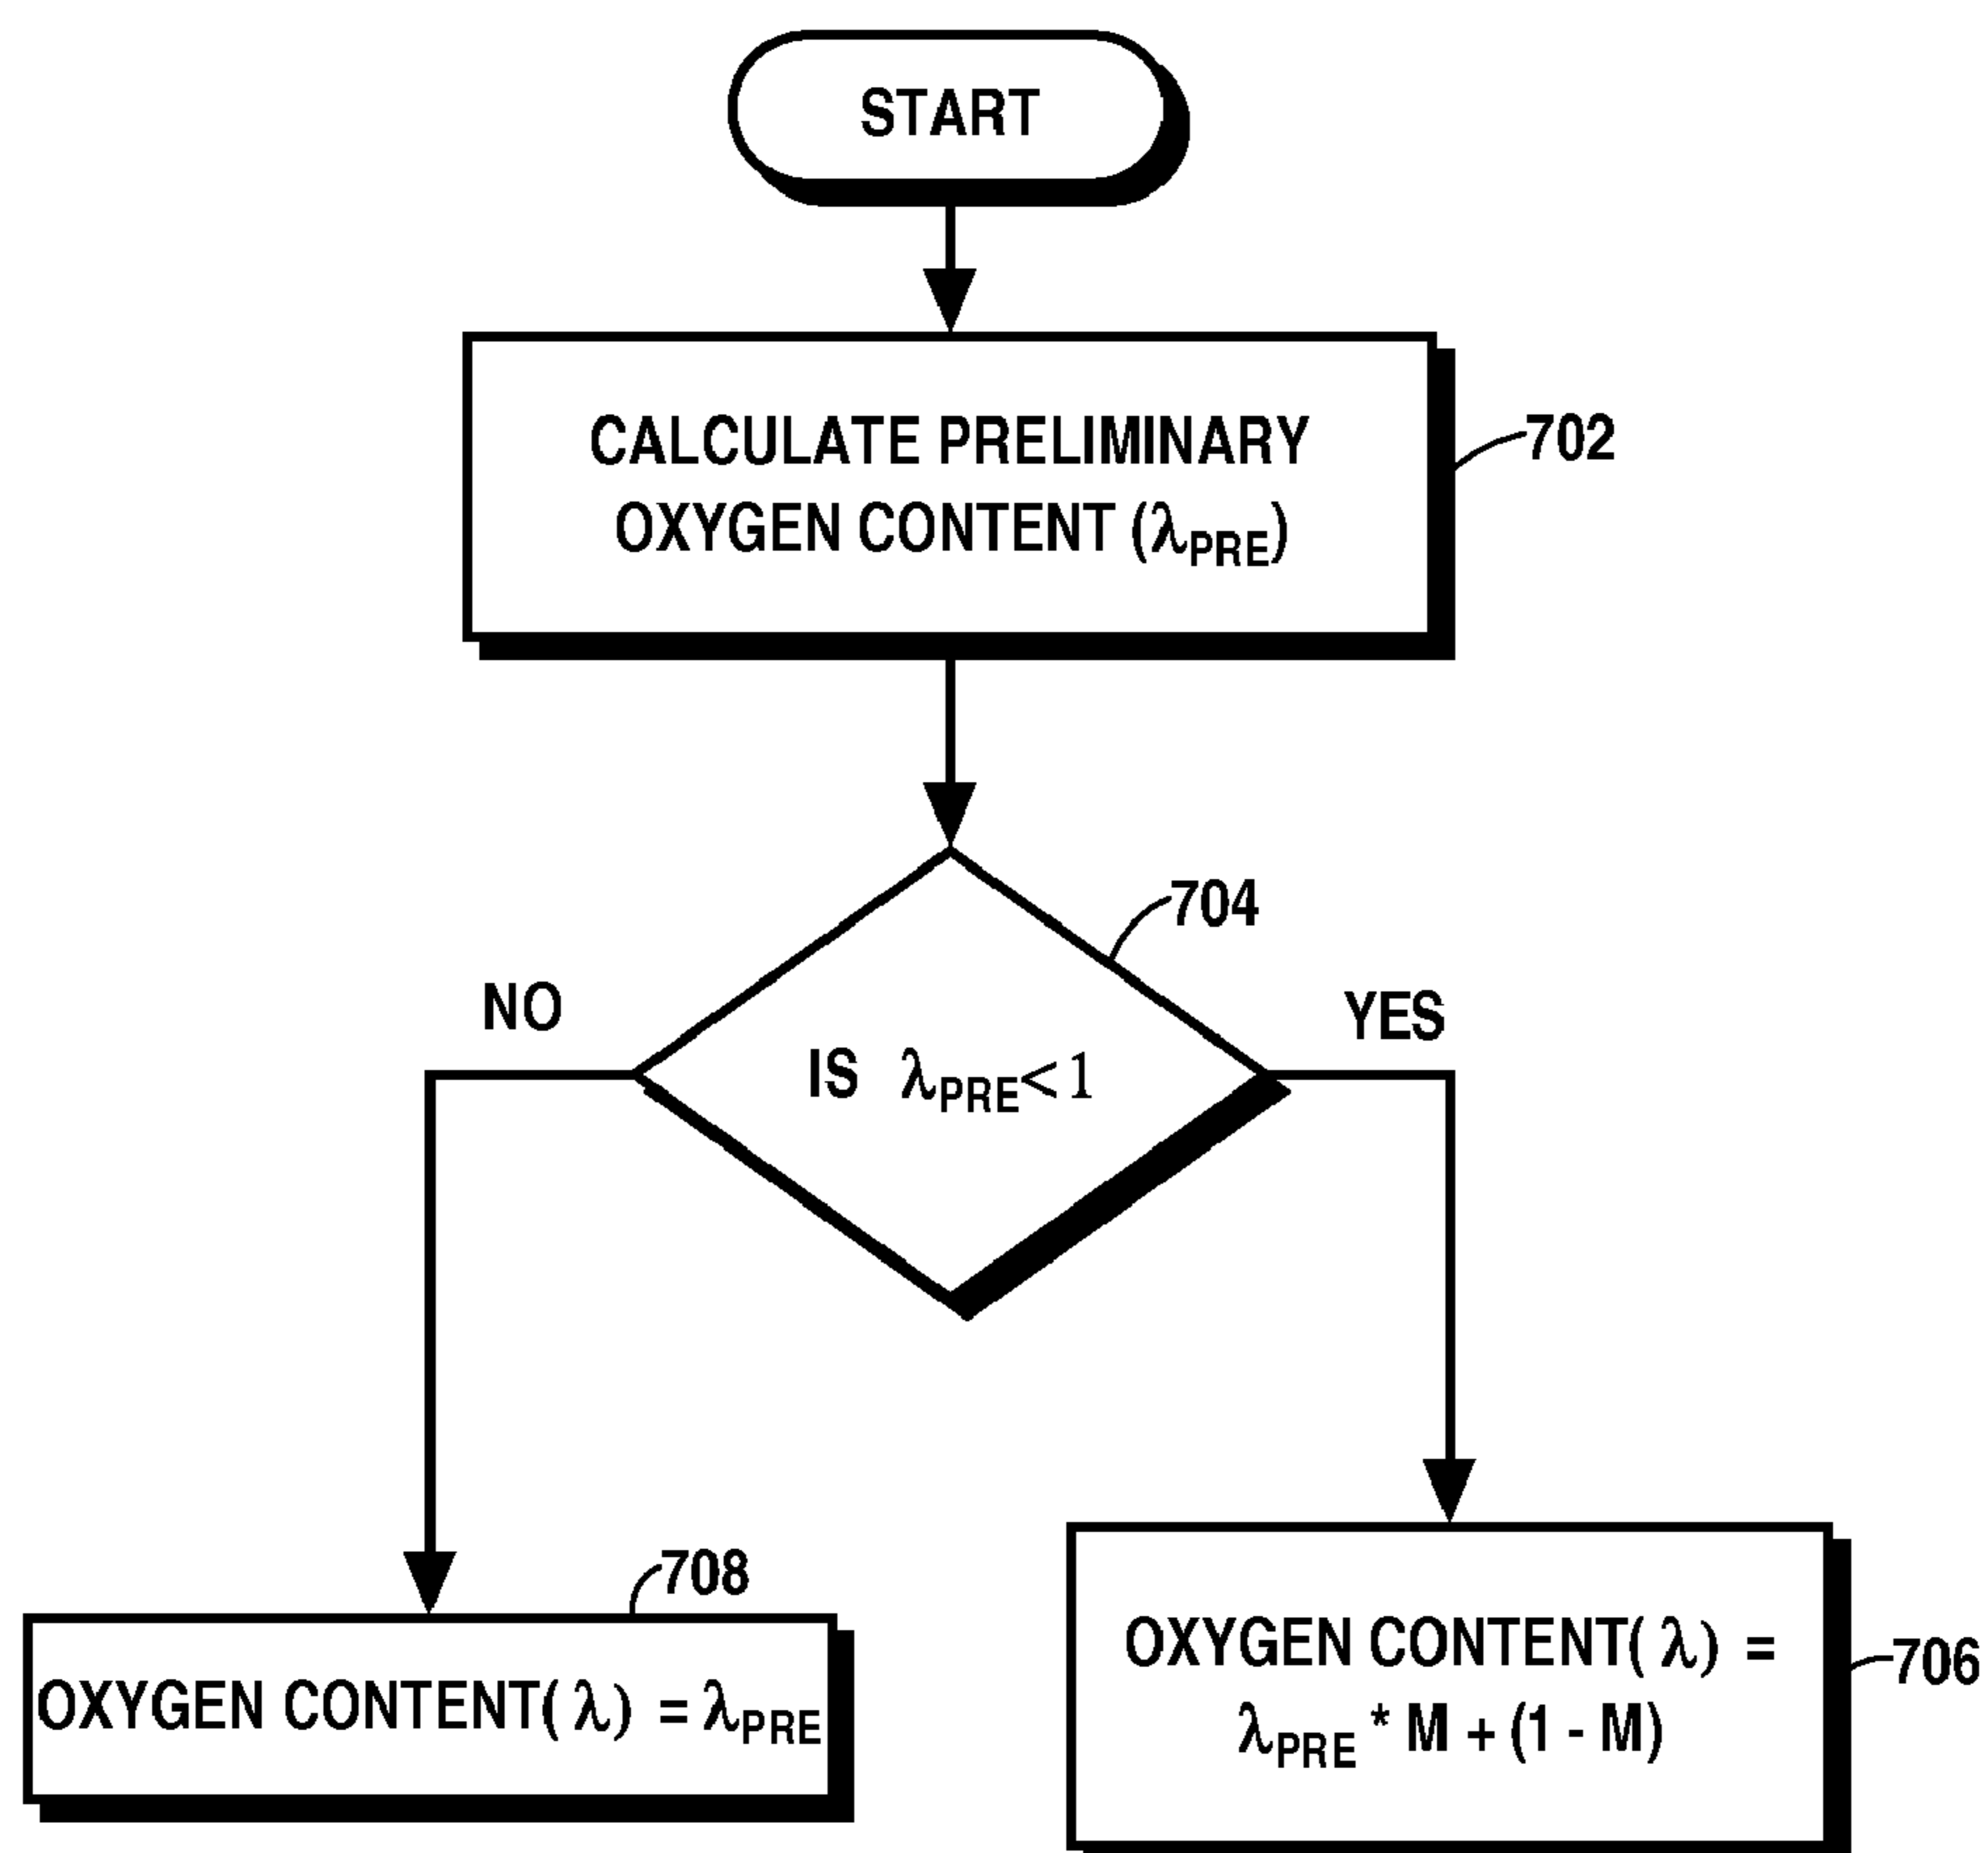 START
CALCULATE PRELIMINARY
OXYGEN CONTENT (λPRE)
702
704
NO
YES
IS λPRE<1
708
OXYGEN CONTENT( λ) = λPRE
OXYGEN CONTENT( λ) =
λPRE * M + (1 - M)
706